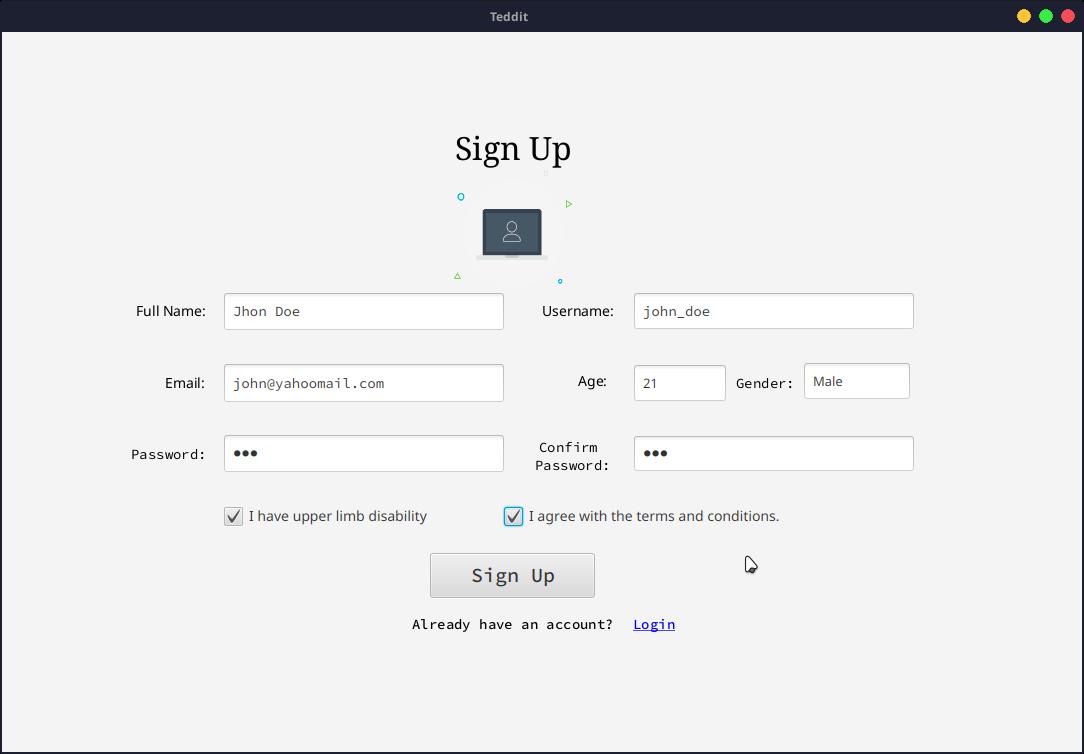 Teddit
Sign Up
Full Name: Jhon Doe Username: john_doe
Email: john@yahoomail.com Age: 21 Gender: Male
Password: ●●● Confirm Password: ●●●
I have upper limb disability I agree with the terms and conditions.
Sign Up
Already have an account? Login